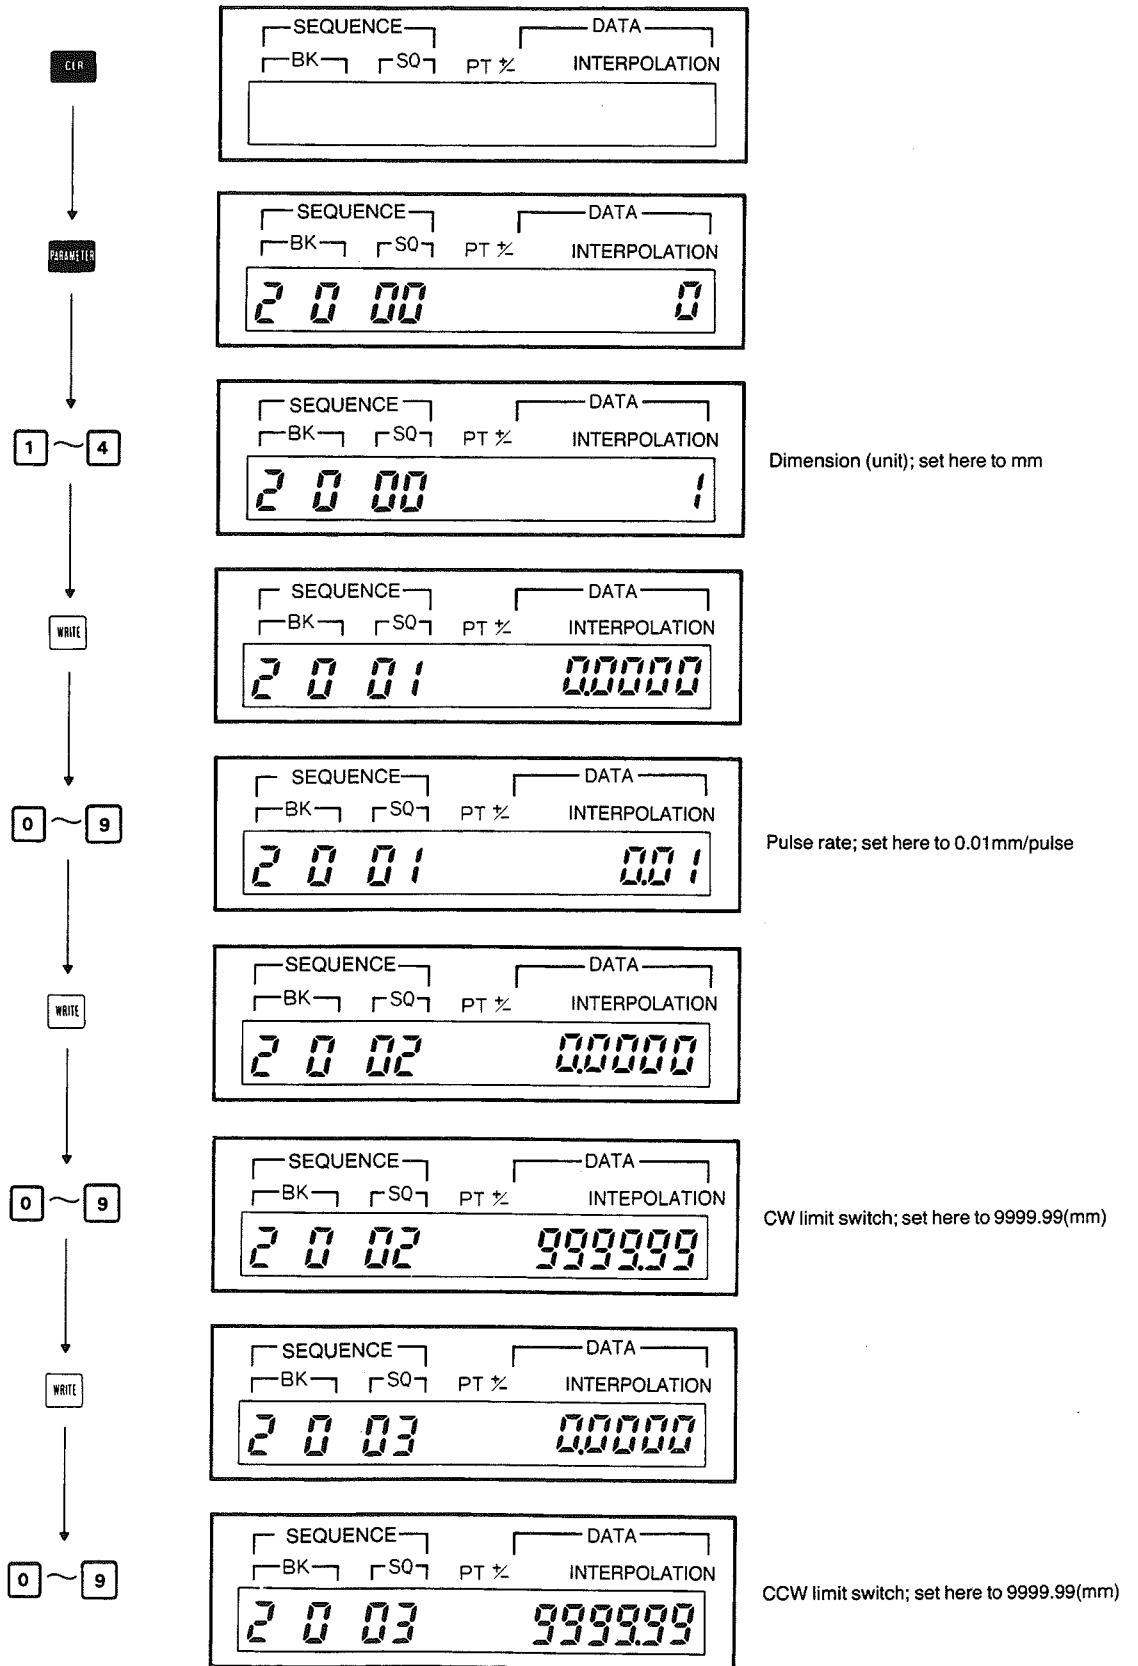 SEQUENCE DATA
CLR BK SQ PT +/- INTERPOLATION
SEQUENCE DATA
PARAMETER BK SQ PT +/- INTERPOLATION
2 0 00 0
SEQUENCE DATA
1 ~ 4 BK SQ PT +/- INTERPOLATION
2 0 00 1
Dimension (unit); set here to mm
SEQUENCE DATA
WRITE BK SQ PT +/- INTERPOLATION
2 0 01 0.0000
SEQUENCE DATA
0 ~ 9 BK SQ PT +/- INTERPOLATION
2 0 01 0.01
Pulse rate; set here to 0.01mm/pulse
SEQUENCE DATA
WRITE BK SQ PT +/- INTERPOLATION
2 0 02 0.0000
SEQUENCE DATA
0 ~ 9 BK SQ PT +/- INTEPOLATION
2 0 02 9999.99
CW limit switch; set here to 9999.99(mm)
SEQUENCE DATA
WRITE BK SQ PT +/- INTERPOLATION
2 0 03 0.0000
SEQUENCE DATA
0 ~ 9 BK SQ PT +/- INTERPOLATION
2 0 03 9999.99
CCW limit switch; set here to 9999.99(mm)